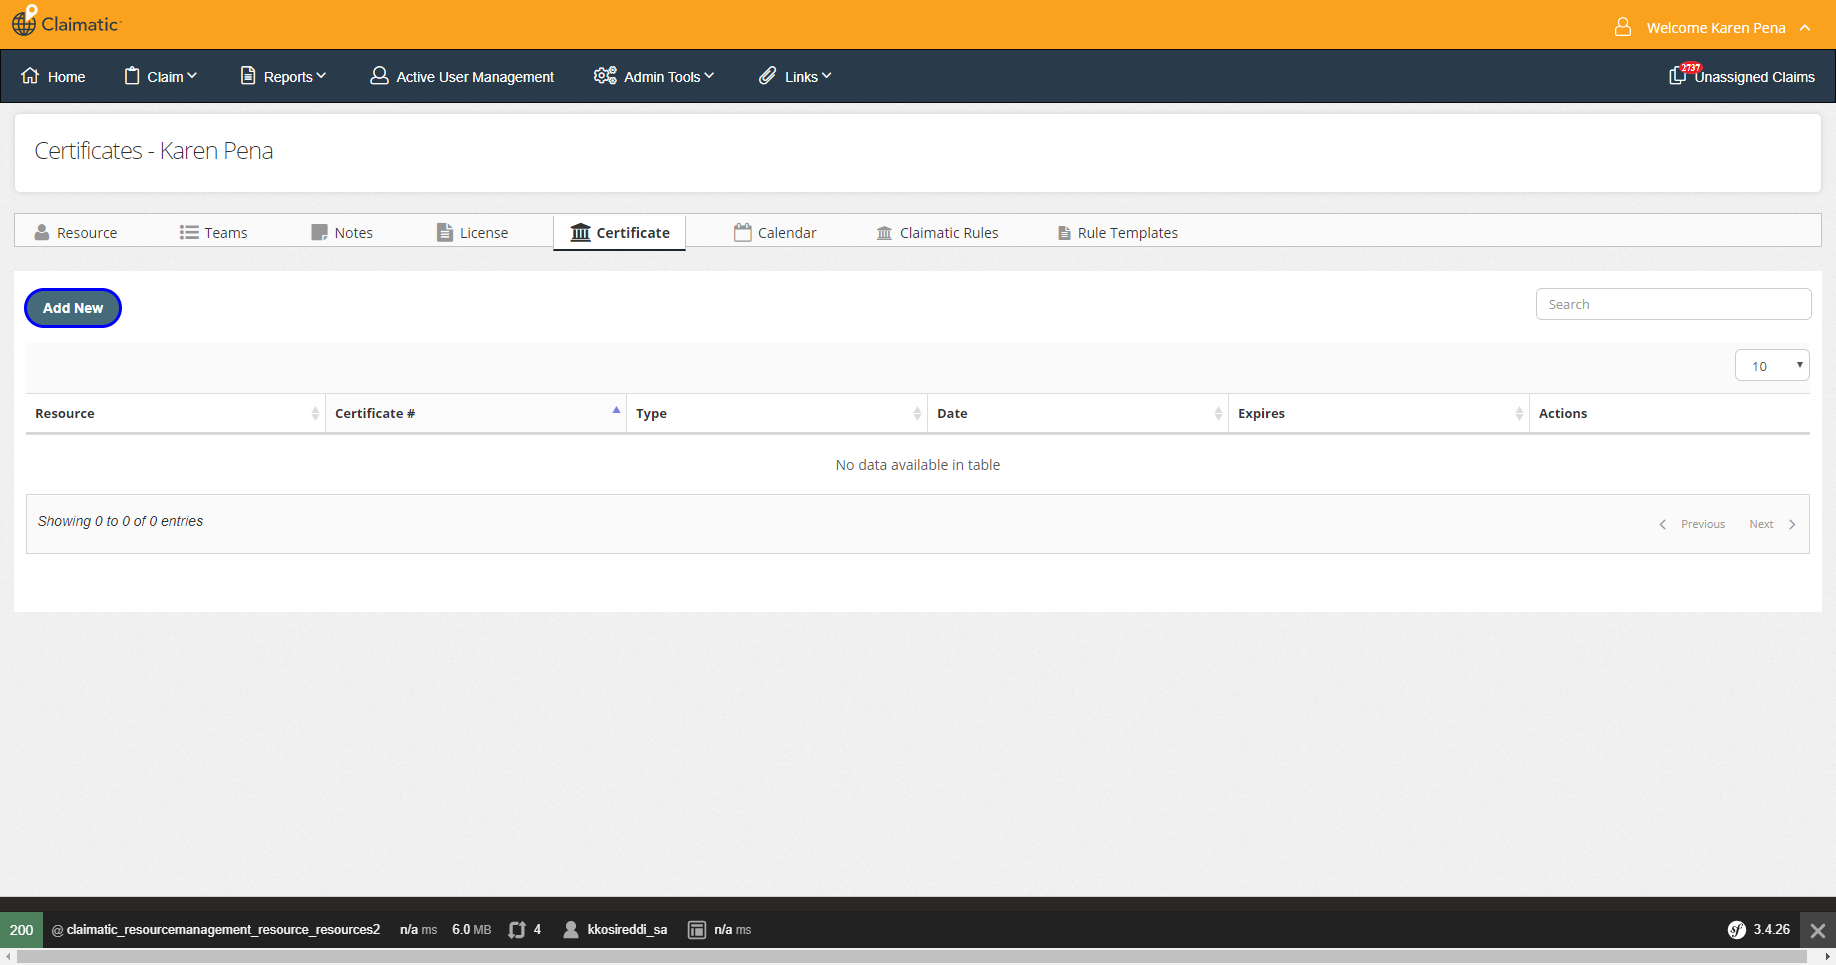 Claimatic
Welcome Karen Pena
Home Claim Reports Active User Management Admin Tools Links 2737 Unassigned Claims
Certificates - Karen Pena
Resource Teams Notes License Certificate Calendar Claimatic Rules Rule Templates
Add New
Search
10
Resource Certificate # Type Date Expires Actions
No data available in table
Showing 0 to 0 of 0 entries
Previous Next
200 @ claimatic_resourcemanagement_resource_resources2 n/a ms 6.0 MB 4 kkosireddi_sa n/a ms sf 3.4.26